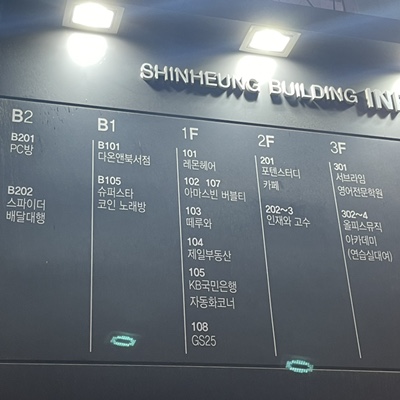 SHINHEUNG BUILDING IN
B2
B201
PC방
B202
스파이더
배달대행
B1
B101
다온앤북서점
B105
슈퍼스타
코인 노래방
1F
101
레몬헤어
102 107
아마스빈 버블티
103
떼루와
104
제일부동산
105
KB국민은행
자동화코너
108
GS25
2F
201
포텐스터디
카페
202~3
인재와 고수
3F
301
서브라임
영어전문학원
302~4
올피스뮤직
아카데미
(연습실대여)